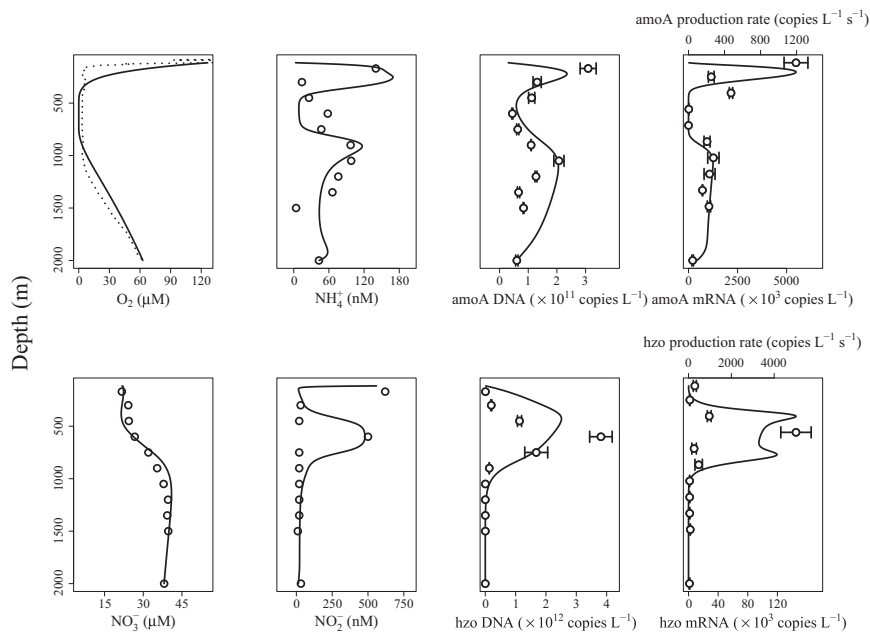 amoA production rate (copies L⁻¹ s⁻¹)
0 400 800 1200
500 1000 1500 2000
0 30 60 90 120
0 60 120 180
0 1 2 3
0 2500 5000
O₂ (μM)
NH₄⁺ (nM)
amoA DNA (×10¹¹ copies L⁻¹)
amoA mRNA (×10³ copies L⁻¹)
Depth (m)
hzo production rate (copies L⁻¹ s⁻¹)
0 2000 4000
500 1000 1500 2000
15 30 45
0 250 500 750
0 1 2 3 4
0 40 80 120
NO₃⁻ (μM)
NO₂⁻ (nM)
hzo DNA (×10¹² copies L⁻¹)
hzo mRNA (×10³ copies L⁻¹)